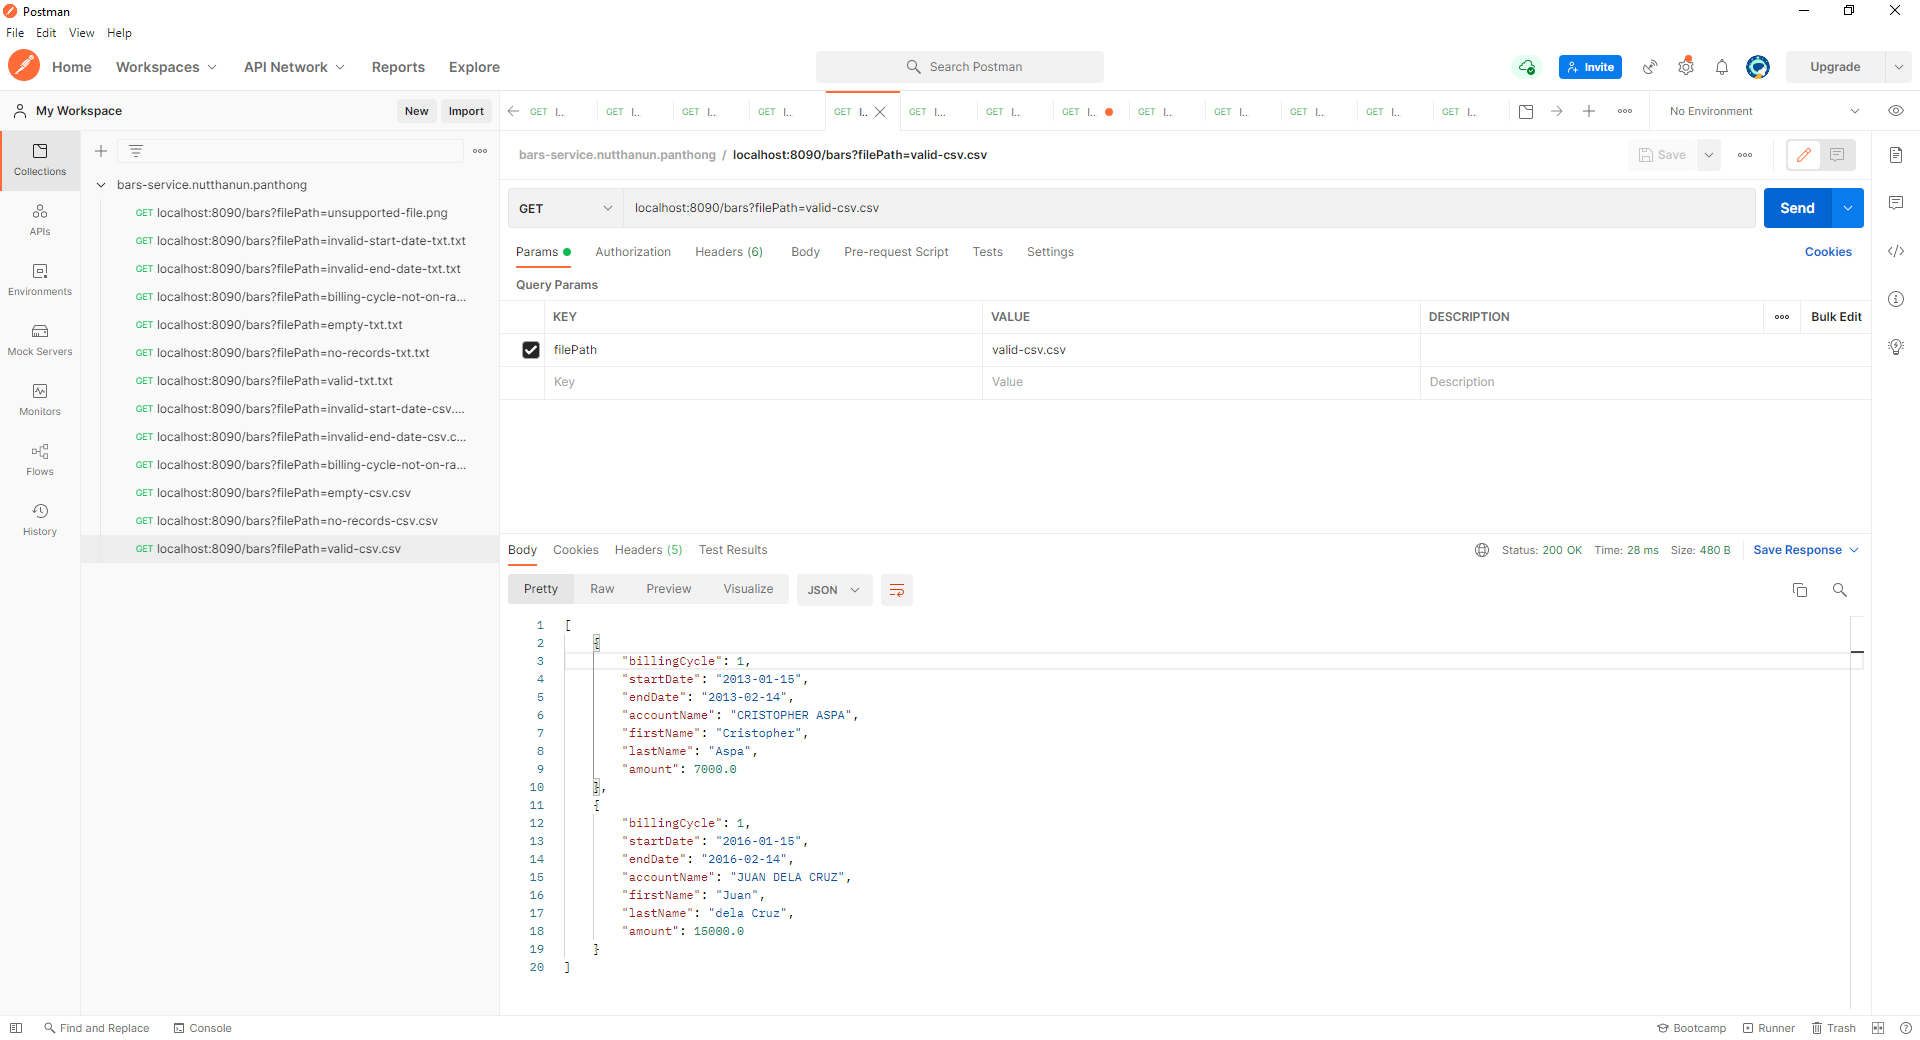 Postman
File Edit View Help
Home Workspaces API Network Reports Explore Search Postman Invite Upgrade
My Workspace New Import
GET l... GET l... GET l... GET l... GET l.. GET l... GET l... GET l.. GET l... GET l... GET l... GET l... GET l... No Environment
Collections
APIs
Environments
Mock Servers
Monitors
Flows
History
bars-service.nutthanun.panthong
GET localhost:8090/bars?filePath=unsupported-file.png
GET localhost:8090/bars?filePath=invalid-start-date-txt.txt
GET localhost:8090/bars?filePath=invalid-end-date-txt.txt
GET localhost:8090/bars?filePath=billing-cycle-not-on-ra...
GET localhost:8090/bars?filePath=empty-txt.txt
GET localhost:8090/bars?filePath=no-records-txt.txt
GET localhost:8090/bars?filePath=valid-txt.txt
GET localhost:8090/bars?filePath=invalid-start-date-csv....
GET localhost:8090/bars?filePath=invalid-end-date-csv.c...
GET localhost:8090/bars?filePath=billing-cycle-not-on-ra...
GET localhost:8090/bars?filePath=empty-csv.csv
GET localhost:8090/bars?filePath=no-records-csv.csv
GET localhost:8090/bars?filePath=valid-csv.csv
bars-service.nutthanun.panthong / localhost:8090/bars?filePath=valid-csv.csv Save
GET localhost:8090/bars?filePath=valid-csv.csv Send
Params Authorization Headers (6) Body Pre-request Script Tests Settings Cookies
Query Params
KEY VALUE DESCRIPTION Bulk Edit
filePath valid-csv.csv
Key Value Description
Body Cookies Headers (5) Test Results Status: 200 OK Time: 28 ms Size: 480 B Save Response
Pretty Raw Preview Visualize JSON
1 [
2 {
3 "billingCycle": 1,
4 "startDate": "2013-01-15",
5 "endDate": "2013-02-14",
6 "accountName": "CRISTOPHER ASPA",
7 "firstName": "Cristopher",
8 "lastName": "Aspa",
9 "amount": 7000.0
10 },
11 {
12 "billingCycle": 1,
13 "startDate": "2016-01-15",
14 "endDate": "2016-02-14",
15 "accountName": "JUAN DELA CRUZ",
16 "firstName": "Juan",
17 "lastName": "dela Cruz",
18 "amount": 15000.0
19 }
20 ]
Find and Replace Console Bootcamp Runner Trash